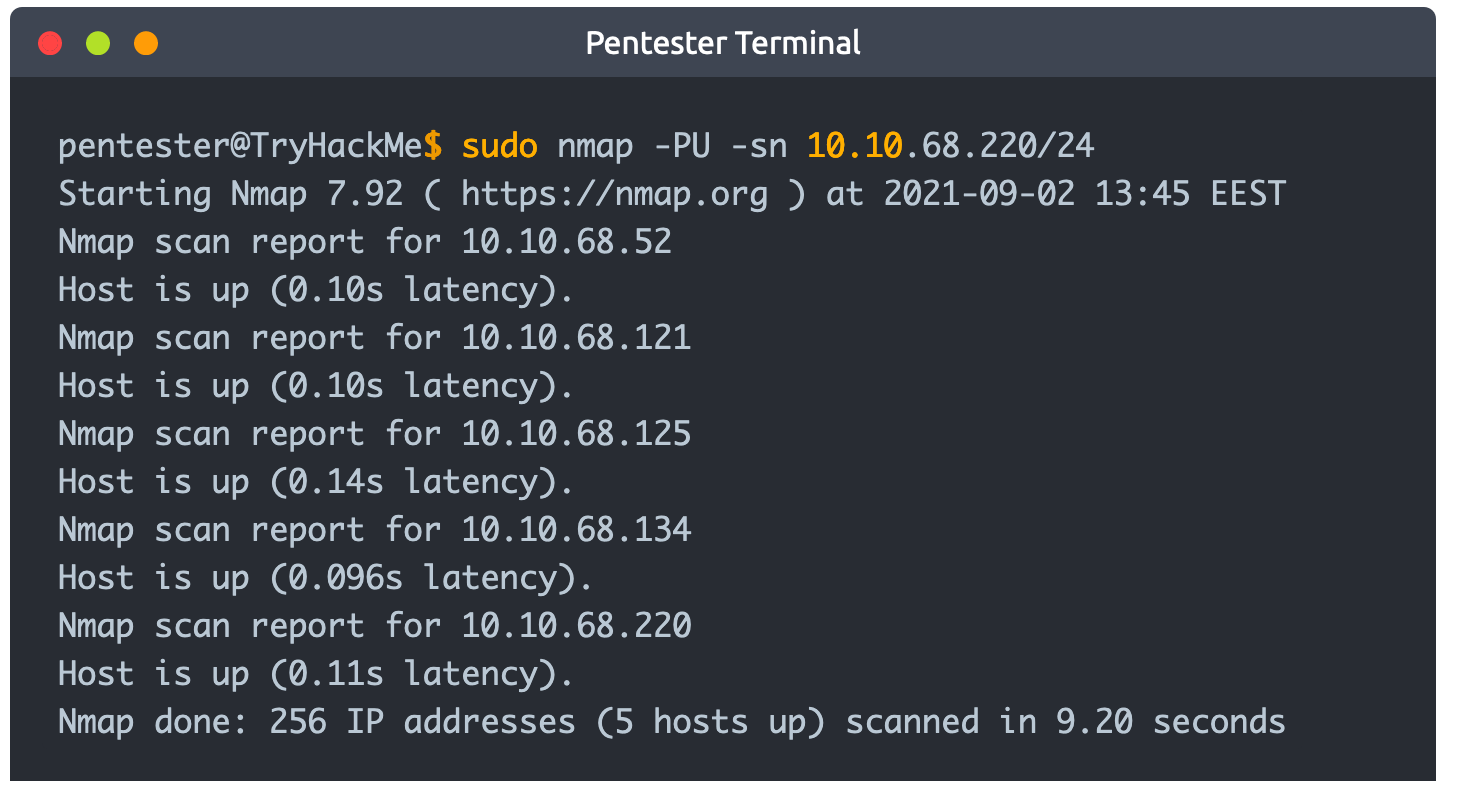 Pentester Terminal
pentester@TryHackMe$ sudo nmap -PU -sn 10.10.68.220/24
Starting Nmap 7.92 ( https://nmap.org ) at 2021-09-02 13:45 EEST
Nmap scan report for 10.10.68.52
Host is up (0.10s latency).
Nmap scan report for 10.10.68.121
Host is up (0.10s latency).
Nmap scan report for 10.10.68.125
Host is up (0.14s latency).
Nmap scan report for 10.10.68.134
Host is up (0.096s latency).
Nmap scan report for 10.10.68.220
Host is up (0.11s latency).
Nmap done: 256 IP addresses (5 hosts up) scanned in 9.20 seconds